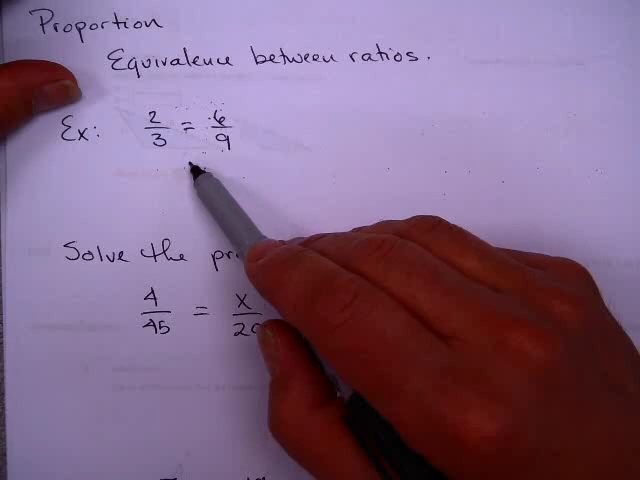 Proportion
Equivalence between ratios.
Ex: 2/3 = 6/9
Solve the
4/45 = x